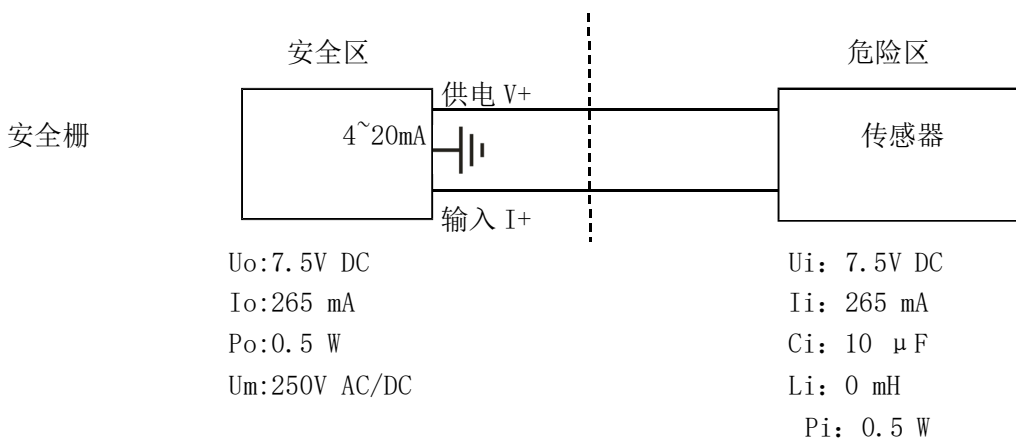 安全区
危险区
供电 V+
安全栅
4~20mA
传感器
输入 I+
Uo:7.5V DC
Io:265 mA
Po:0.5 W
Um:250V AC/DC
Ui：7.5V DC
Ii：265 mA
Ci：10 μF
Li：0 mH
Pi：0.5 W